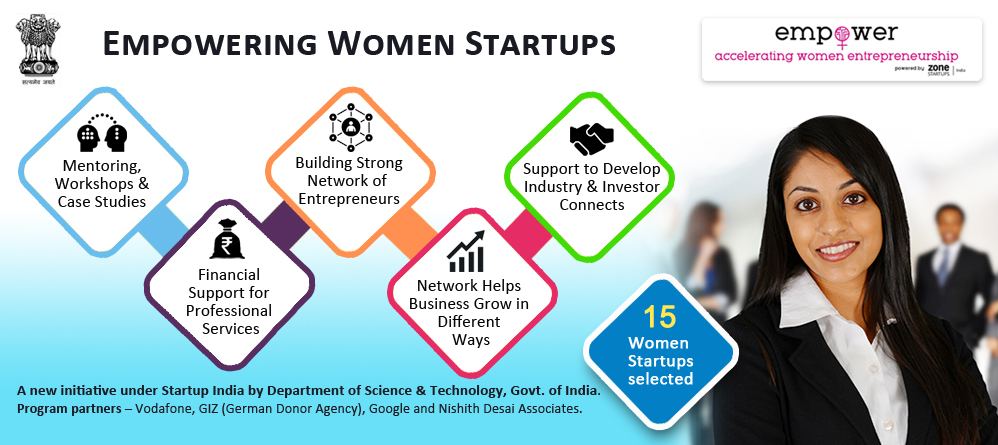 सत्यमेव जयते
EMPOWERING WOMEN STARTUPS
empower
accelerating women entrepreneurship
powered by ZONE STARTUPS | India
Mentoring,
Workshops &
Case Studies
Financial
Support for
Professional
Services
Building Strong
Network of
Entrepreneurs
Network Helps
Business Grow in
Different
Ways
Support to Develop
Industry & Investor
Connects
15
Women
Startups
selected
A new initiative under Startup India by Department of Science & Technology, Govt. of India.
Program partners – Vodafone, GIZ (German Donor Agency), Google and Nishith Desai Associates.